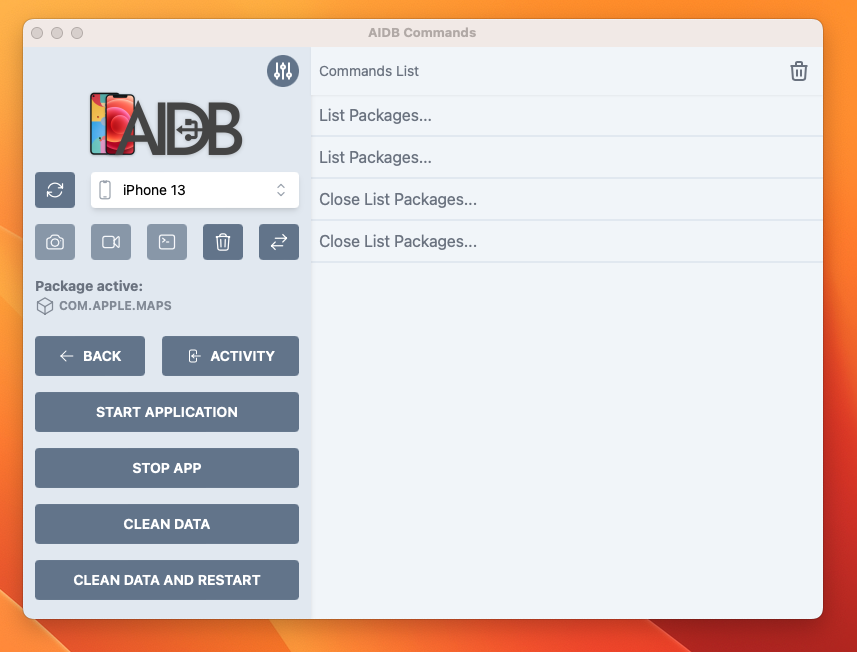 AIDB Commands
AIDB
iPhone 13
Package active:
COM.APPLE.MAPS
BACK
ACTIVITY
START APPLICATION
STOP APP
CLEAN DATA
CLEAN DATA AND RESTART
Commands List
List Packages...
List Packages...
Close List Packages...
Close List Packages...